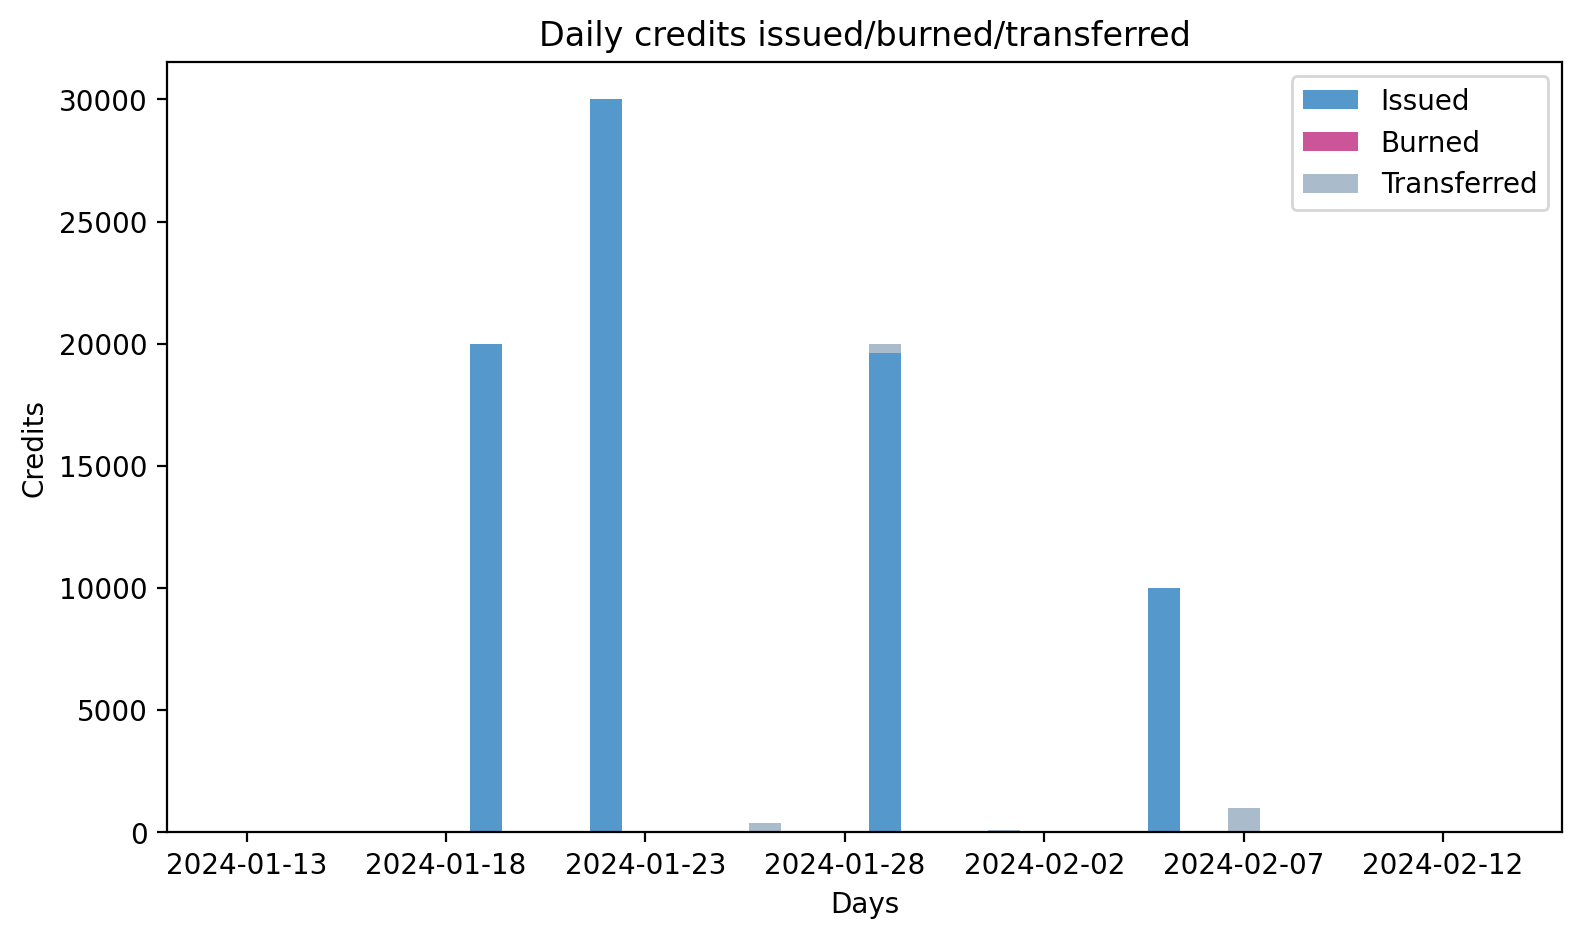 Daily credits issued/burned/transferred
Issued
Burned
Transferred
30000
25000
20000
15000
10000
5000
0
Credits
2024-01-13 2024-01-18 2024-01-23 2024-01-28 2024-02-02 2024-02-07 2024-02-12
Days